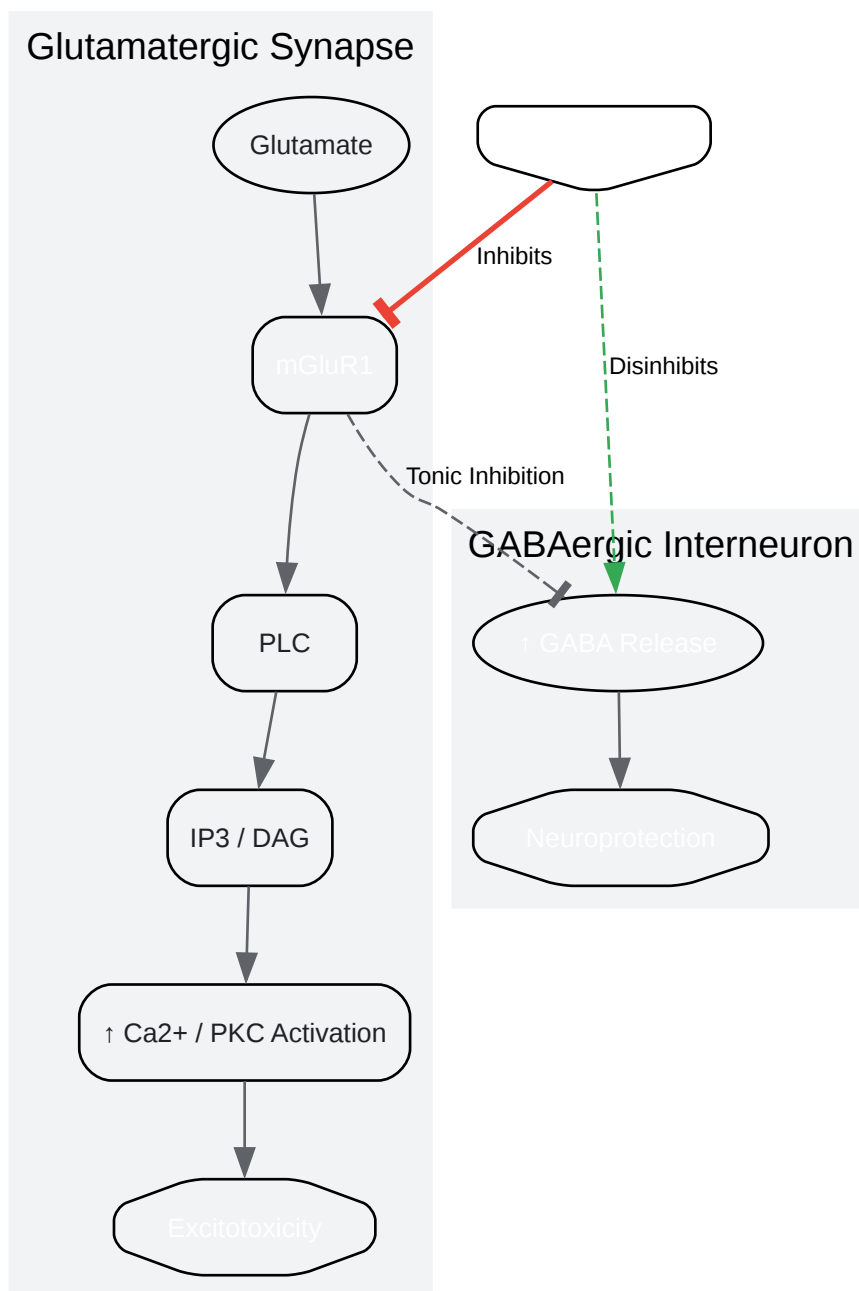 Glutamatergic Synapse
Glutamate
Inhibits
mGluR1
Disinhibits
Tonic Inhibition
GABAergic Interneuron
PLC
↑ GABA Release
IP3 / DAG
Neuroprotection
↑ Ca2+ / PKC Activation
Excitotoxicity